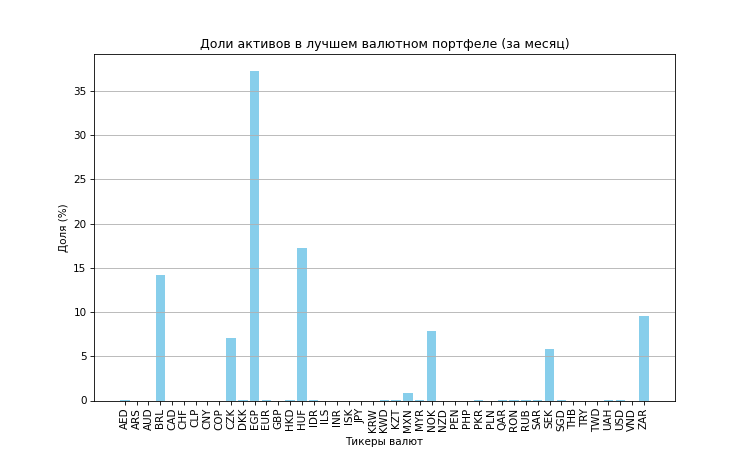 Доли активов в лучшем валютном портфеле (за месяц)
Доля (%)
35
30
25
20
15
10
5
0
AED ARS AUD BRL CAD CHF CLP CNY COP CZK DKK EGP EUR GBP HKD HUF IDR ILS INR ISK JPY KRW KWD KZT MXN MYR NOK NZD PEN PHP PKR PLN QAR RON RUB SAR SEK SGD THB TRY TWD UAH USD VND ZAR
Тикеры валют